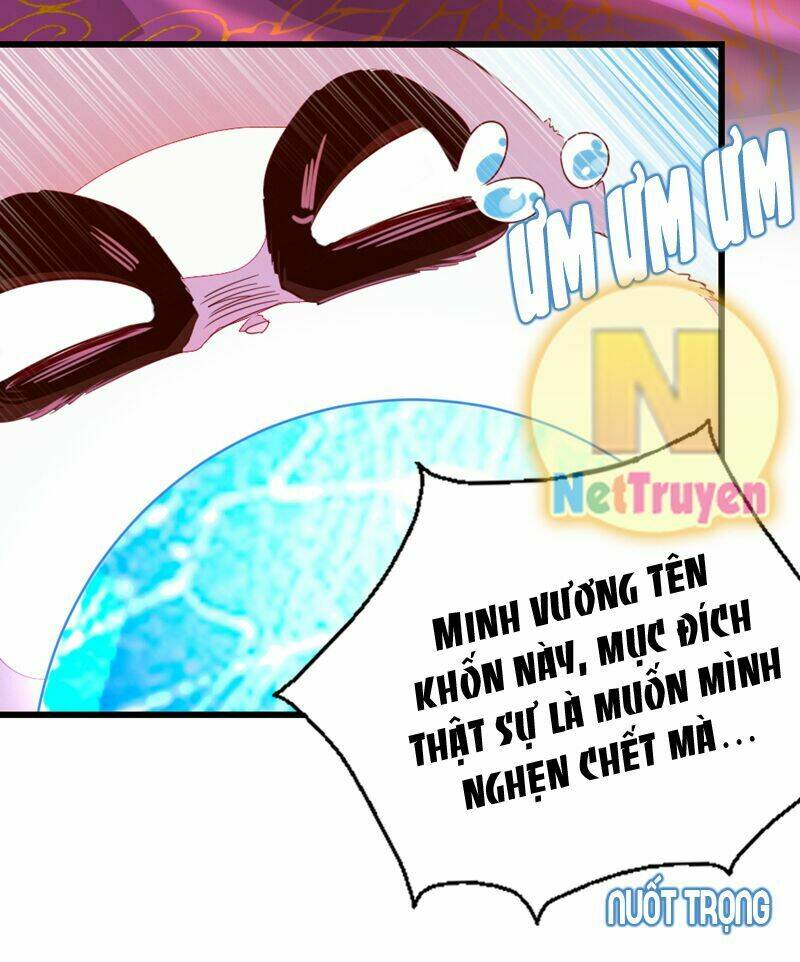 ƯM ƯM ƯM
N
NetTruyen
MINH VƯƠNG TÊN
KHỐN NÀY, MỤC ĐÍCH
THẬT SỰ LÀ MUỐN MÌNH
NGHẸN CHẾT MÀ...
NUỐT TRỌNG